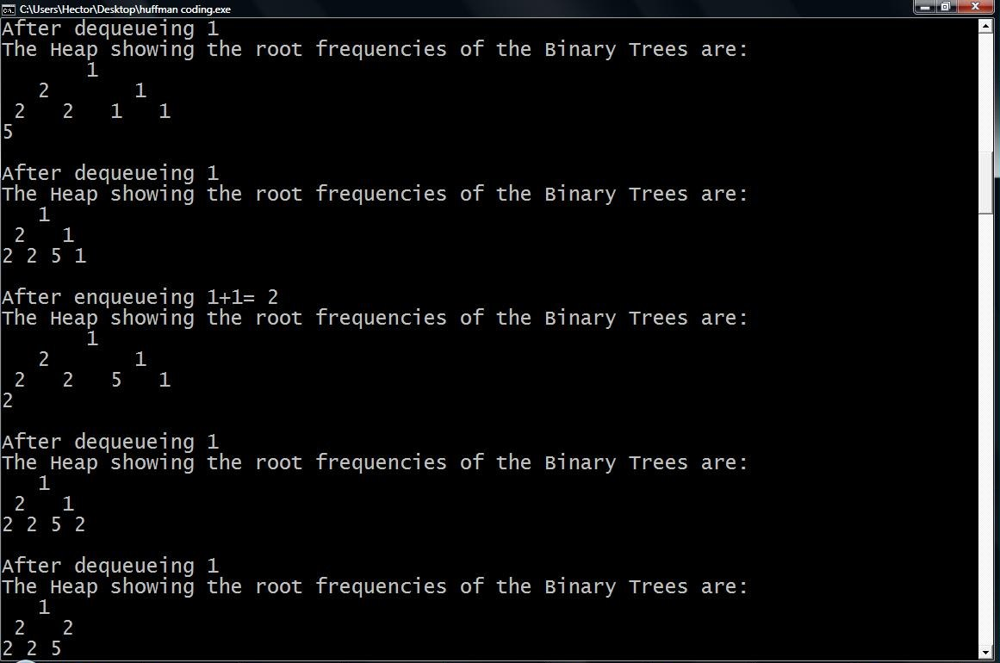 C:\Users\Hector\Desktop\huffman coding.exe
After dequeueing 1
The Heap showing the root frequencies of the Binary Trees are:
1
2 1
2 2 1 1
5
After dequeueing 1
The Heap showing the root frequencies of the Binary Trees are:
1
2 1
2 2 5 1
After enqueueing 1+1= 2
The Heap showing the root frequencies of the Binary Trees are:
1
2 1
2 2 5 1
2
After dequeueing 1
The Heap showing the root frequencies of the Binary Trees are:
1
2 1
2 2 5 2
After dequeueing 1
The Heap showing the root frequencies of the Binary Trees are:
1
2 2
2 2 5